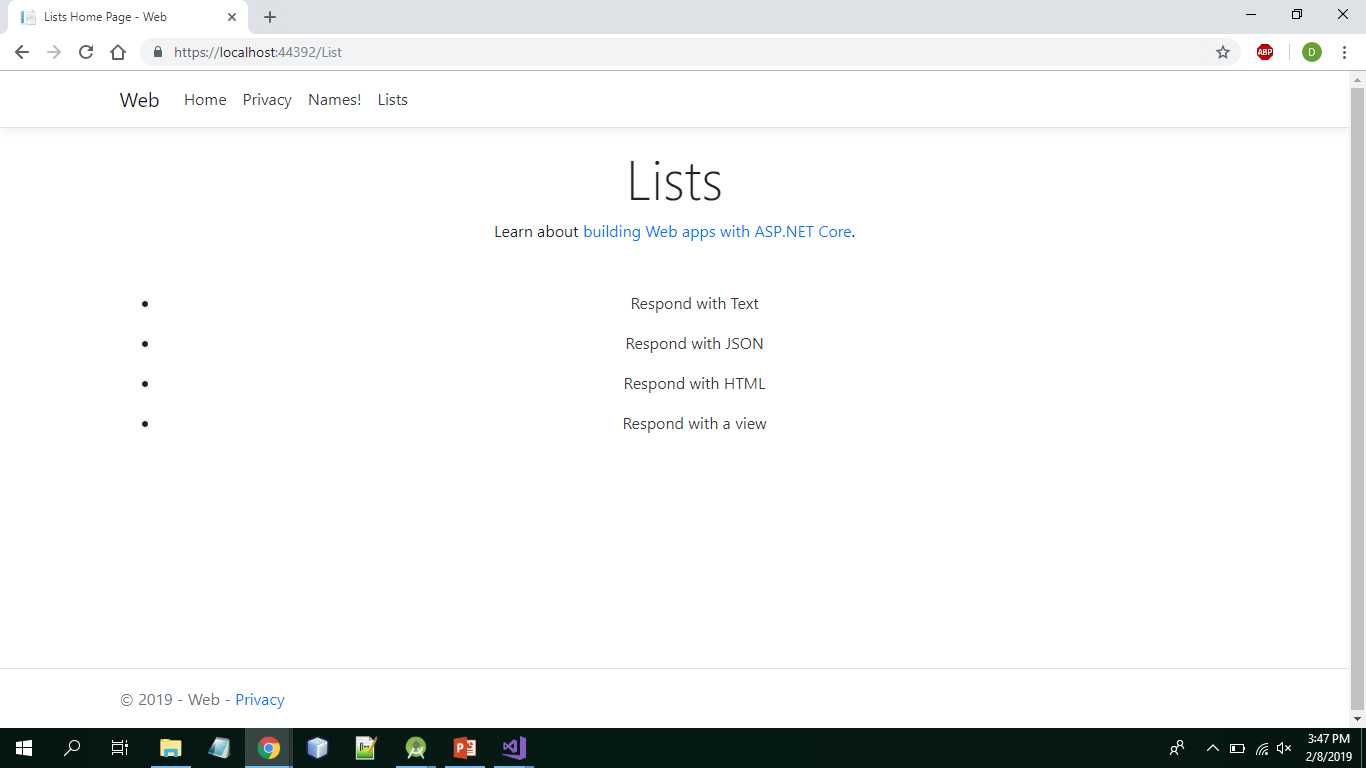 Lists Home Page - Web
https://localhost:44392/List
ABP
D
Web Home Privacy Names! Lists
Lists
Learn about building Web apps with ASP.NET Core.
• Respond with Text
• Respond with JSON
• Respond with HTML
• Respond with a view
© 2019 - Web - Privacy
3:47 PM
2/8/2019